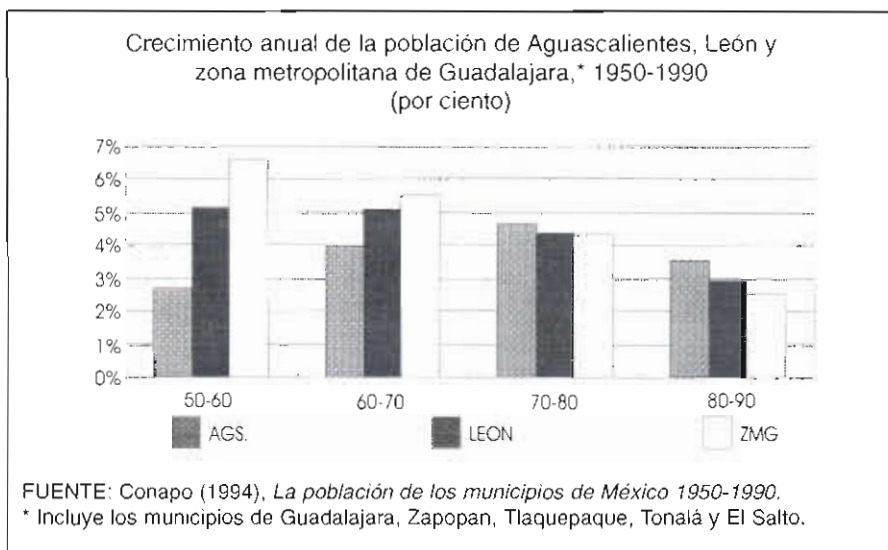 Crecimiento anual de la población de Aguascalientes, León y
zona metropolitana de Guadalajara,* 1950-1990
(por ciento)
7%
6%
5%
4%
3%
2%
1%
0%
50-60 60-70 70-80 80-90
AGS. LEON ZMG
FUENTE: Conapo (1994), La población de los municipios de México 1950-1990.
* Incluye los municipios de Guadalajara, Zapopan, Tlaquepaque, Tonalá y El Salto.